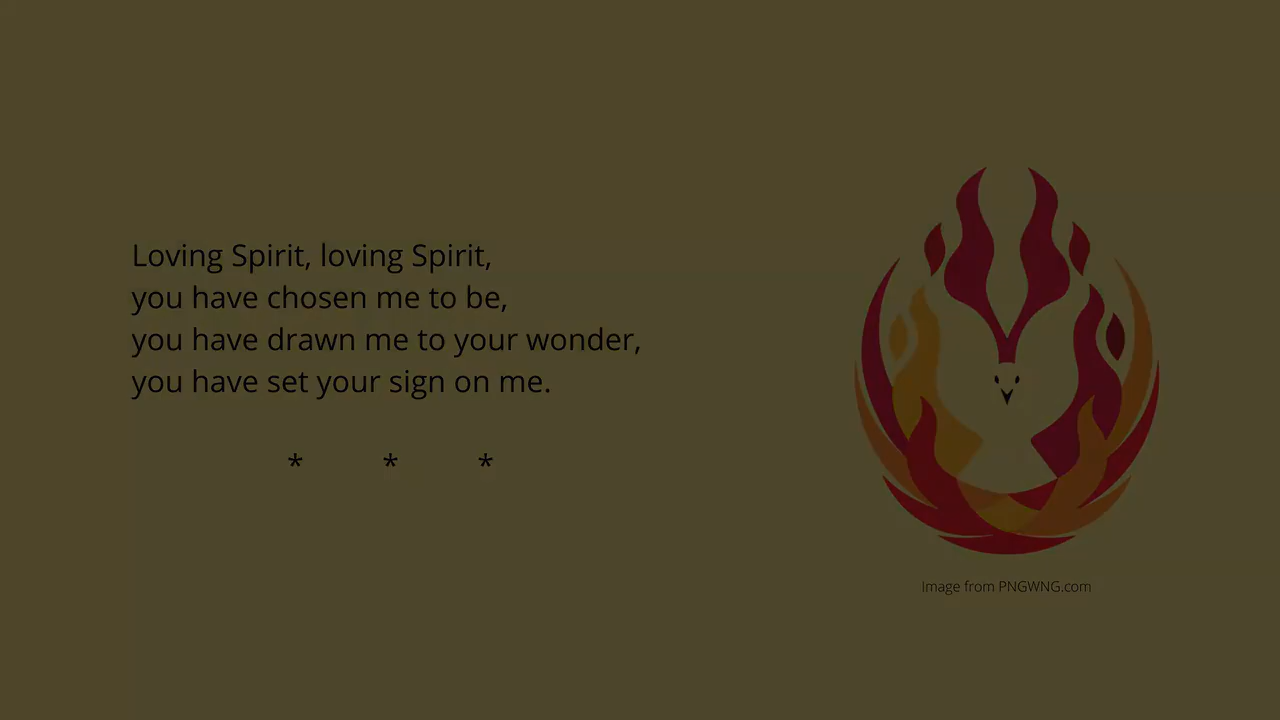 Loving Spirit, loving Spirit,
you have chosen me to be,
you have drawn me to your wonder,
you have set your sign on me.
* * *
Image from PNGWNG.com